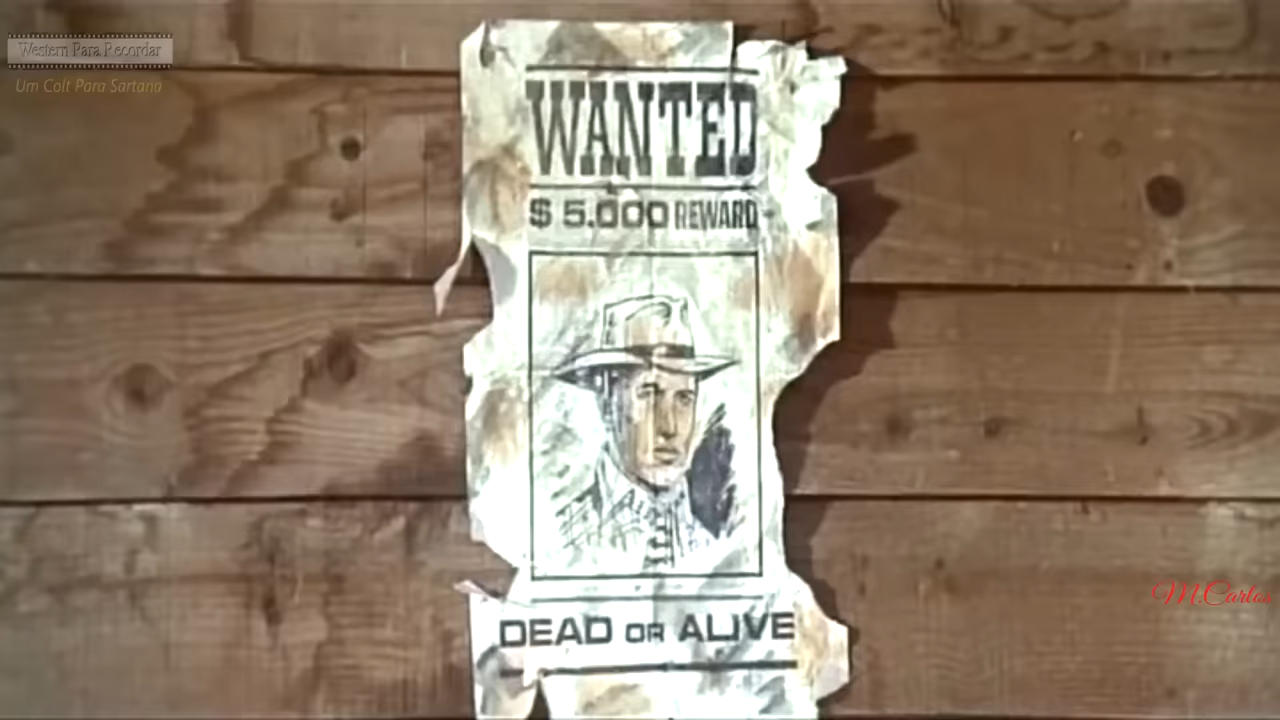 Western Para Recordar
Um Colt Para Sartana
WANTED
$ 5.000 REWARD
DEAD OR ALIVE
M.Carlos